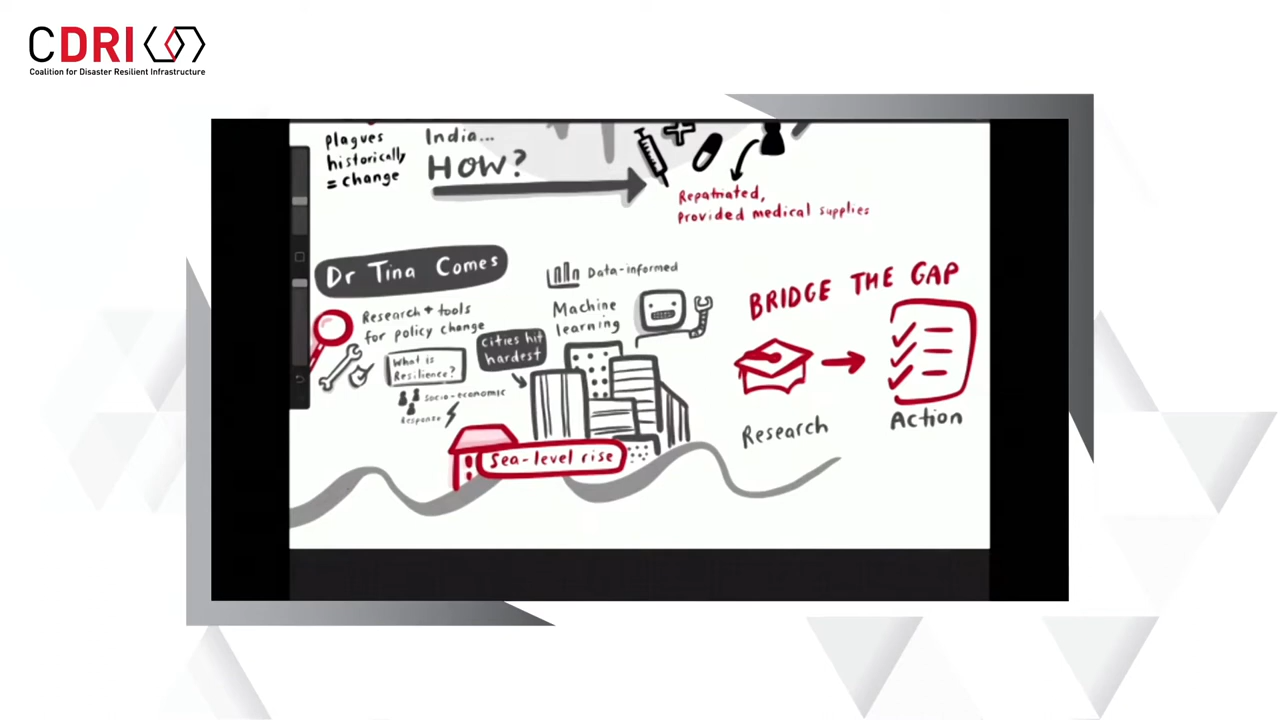 CDRI
Coalition for Disaster Resilient Infrastructure
plagues
historically
= change
India...
HOW?
Repatriated,
Provided medical supplies
Dr Tina Comes
Research + tools
for policy change
What is
Resilience?
Socio-economic
Response
Cities hit
hardest
Data-informed
Machine
learning
Sea-level rise
BRIDGE THE GAP
Research
Action